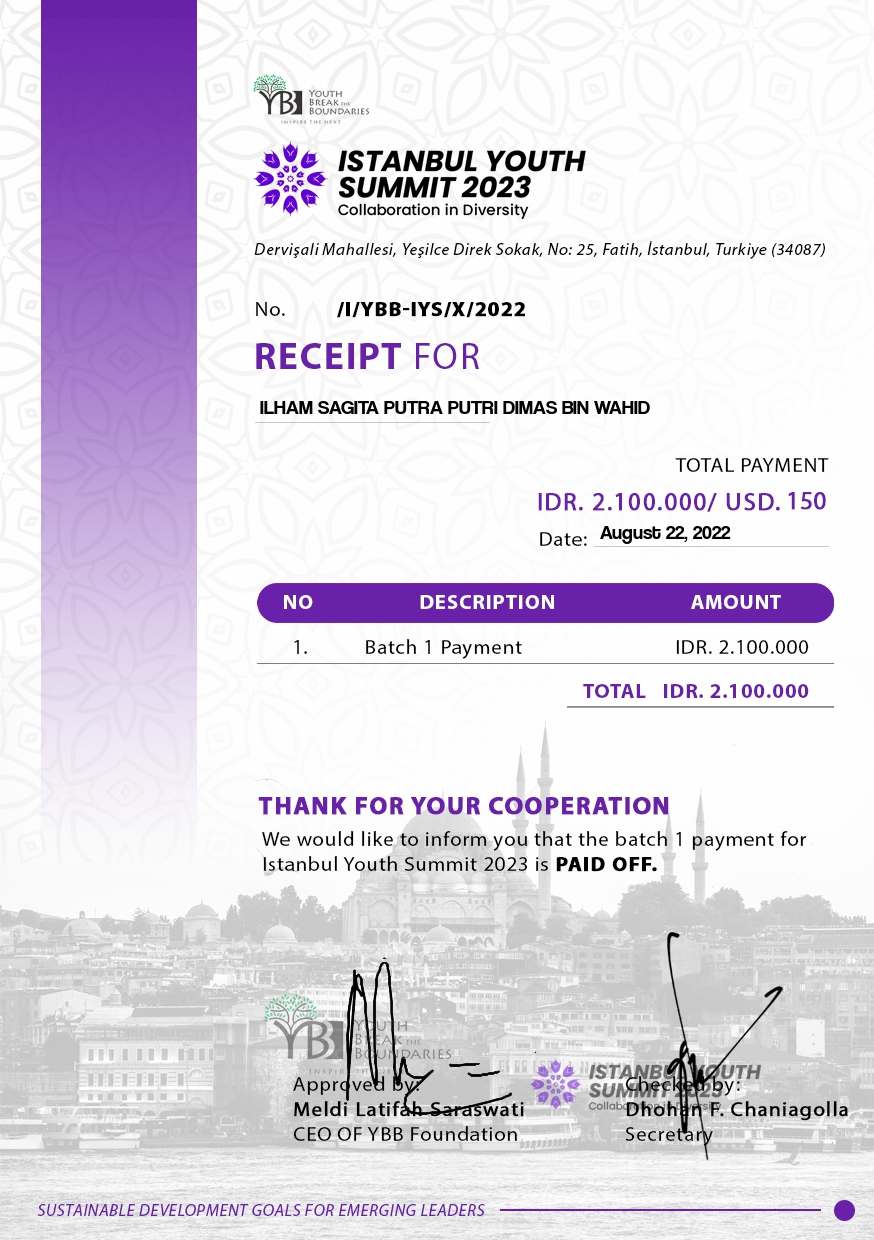 YBB
YOUTH
BREAK THE
BOUNDARIES
INSPIRE THE NEXT
ISTANBUL YOUTH
SUMMIT 2023
Collaboration in Diversity
Dervişali Mahallesi, Yeşilce Direk Sokak, No: 25, Fatih, İstanbul, Turkiye (34087)
No. /I/YBB-IYS/X/2022
RECEIPT FOR
ILHAM SAGITA PUTRA PUTRI DIMAS BIN WAHID
TOTAL PAYMENT
IDR. 2.100.000/ USD. 150
Date: August 22, 2022
NO DESCRIPTION AMOUNT
1. Batch 1 Payment IDR. 2.100.000
TOTAL IDR. 2.100.000
THANK FOR YOUR COOPERATION
We would like to inform you that the batch 1 payment for
Istanbul Youth Summit 2023 is PAID OFF.
YBB
YOUTH
BREAK THE
BOUNDARIES
INSPIRE THE NEXT
ISTANBUL YOUTH
SUMMIT 2023
Collaboration in Diversity
Approved by: Checked by:
Meldi Latifah Saraswati Dhohan F. Chaniagolla
CEO OF YBB Foundation Secretary
SUSTAINABLE DEVELOPMENT GOALS FOR EMERGING LEADERS